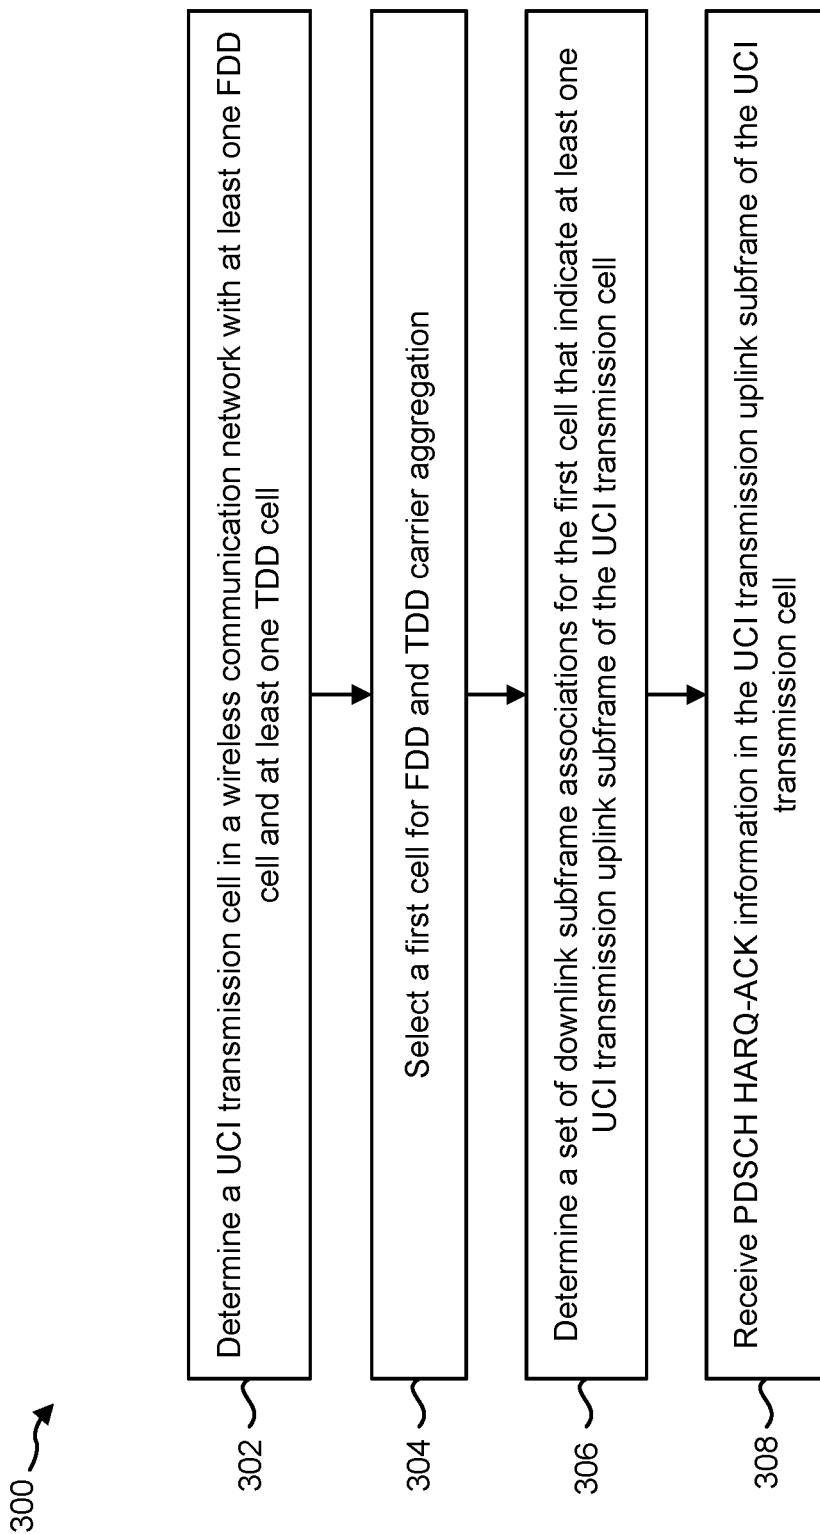 300
302
Determine a UCI transmission cell in a wireless communication network with at least one FDD
cell and at least one TDD cell
304
Select a first cell for FDD and TDD carrier aggregation
306
Determine a set of downlink subframe associations for the first cell that indicate at least one
UCI transmission uplink subframe of the UCI transmission cell
308
Receive PDSCH HARQ-ACK information in the UCI transmission uplink subframe of the UCI
transmission cell